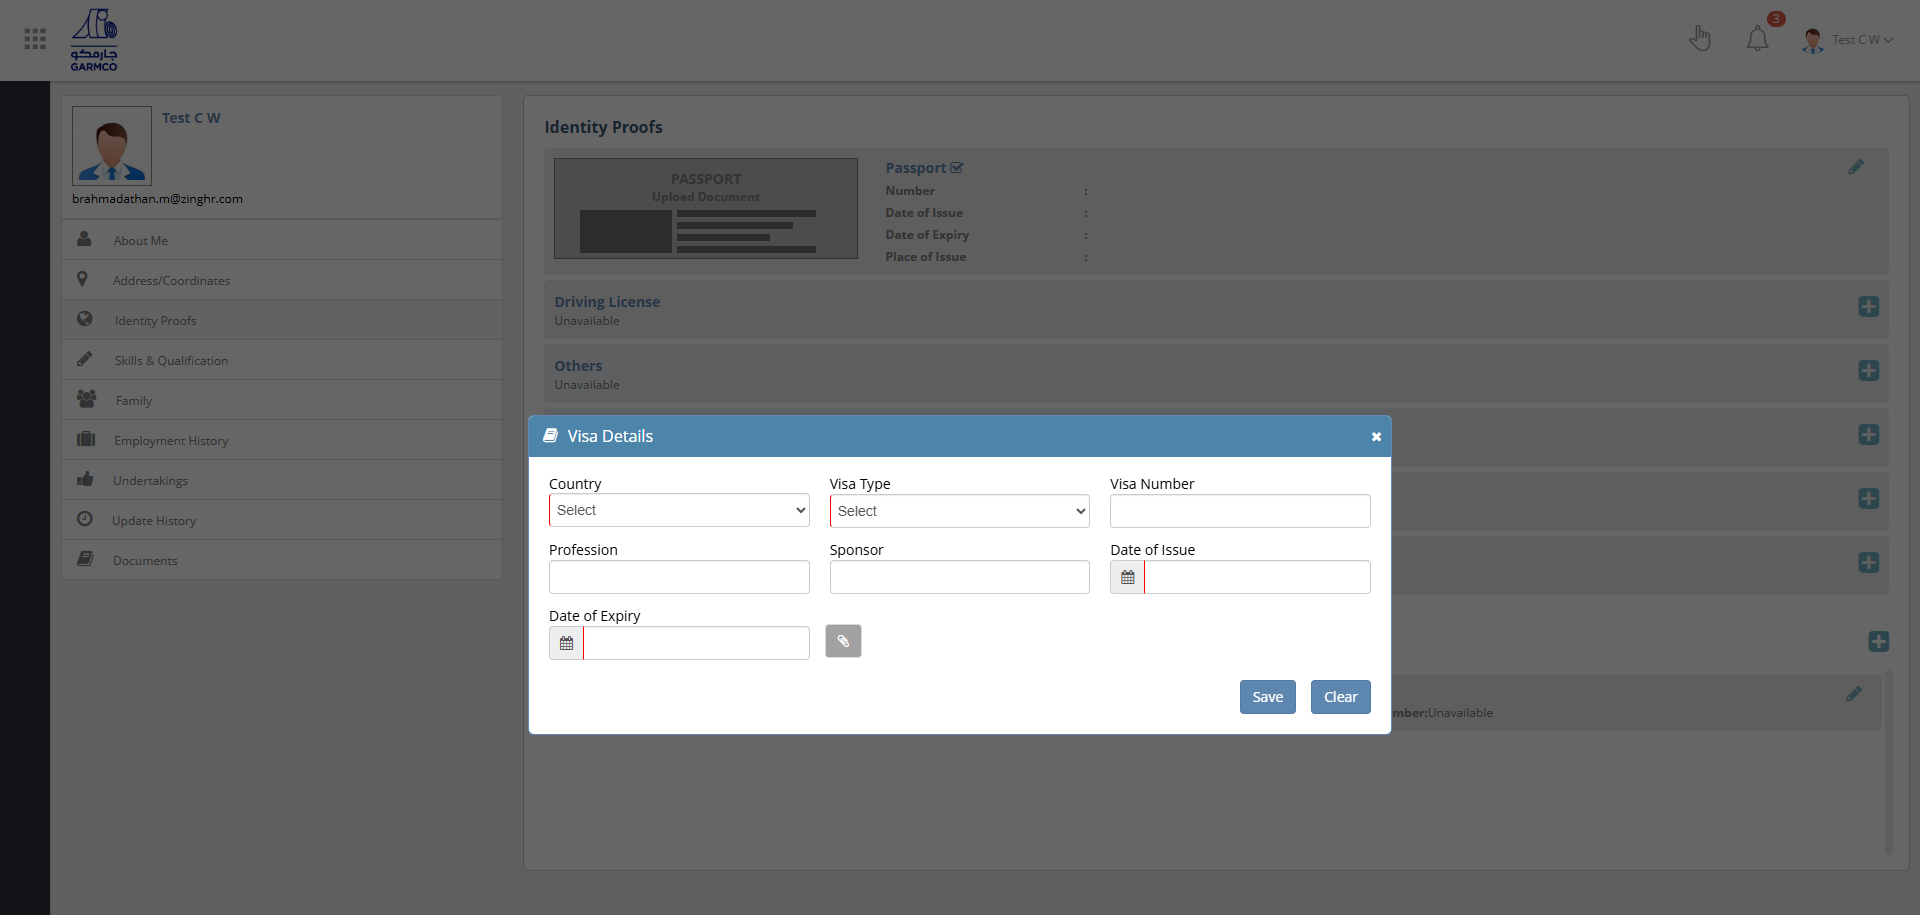 جارمكو
GARMCO
3
Test C W
Test C W
brahmadathan.m@zinghr.com
About Me
Address/Coordinates
Identity Proofs
Skills & Qualification
Family
Employment History
Undertakings
Update History
Documents
Identity Proofs
PASSPORT
Upload Document
Passport
Number :
Date of Issue :
Date of Expiry :
Place of Issue :
Driving License
Unavailable
Others
Unavailable
Visa Details
Country
Select
Visa Type
Select
Visa Number
Profession
Sponsor
Date of Issue
Date of Expiry
Save
Clear
mber:Unavailable